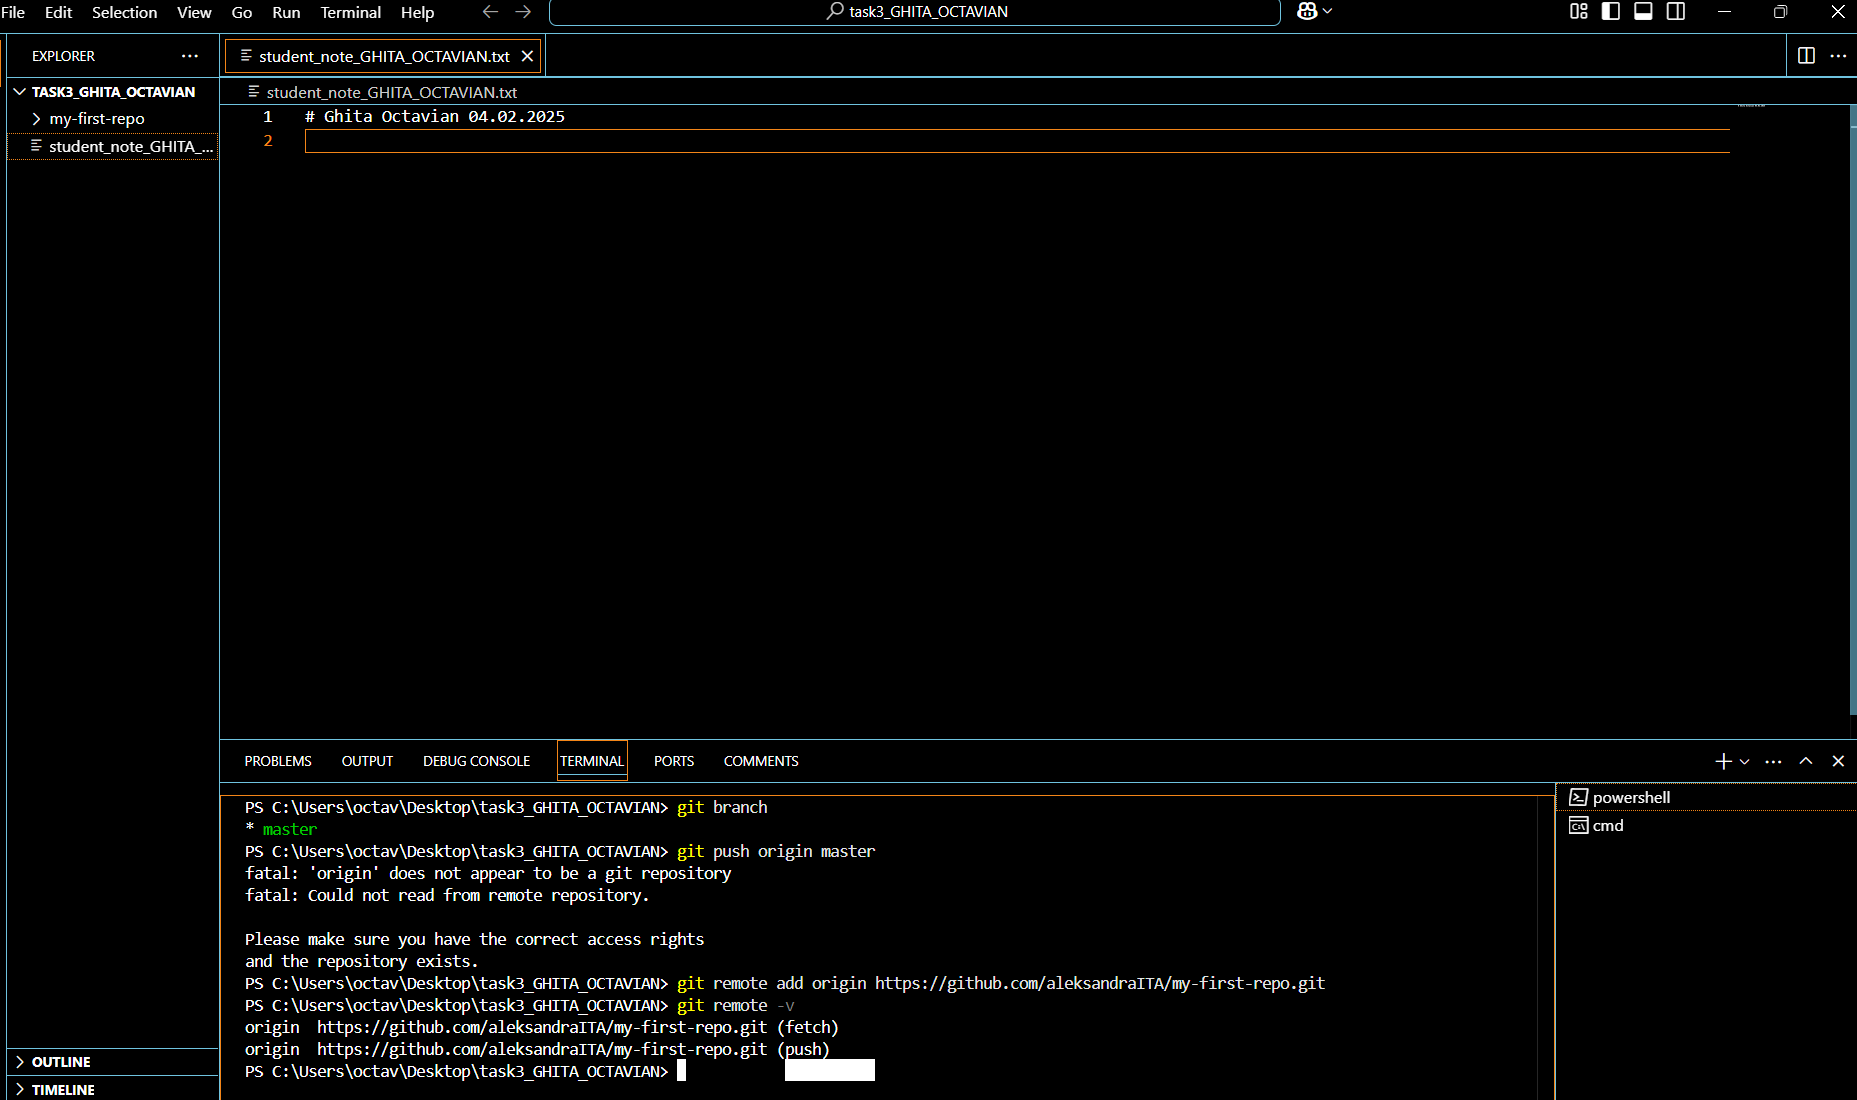 File Edit Selection View Go Run Terminal Help
task3_GHITA_OCTAVIAN
EXPLORER
TASK3_GHITA_OCTAVIAN
my-first-repo
student_note_GHITA_...
OUTLINE
TIMELINE
student_note_GHITA_OCTAVIAN.txt
student_note_GHITA_OCTAVIAN.txt
1 # Ghita Octavian 04.02.2025
2
PROBLEMS OUTPUT DEBUG CONSOLE TERMINAL PORTS COMMENTS
PS C:\Users\octav\Desktop\task3_GHITA_OCTAVIAN> git branch
* master
PS C:\Users\octav\Desktop\task3_GHITA_OCTAVIAN> git push origin master
fatal: 'origin' does not appear to be a git repository
fatal: Could not read from remote repository.
Please make sure you have the correct access rights
and the repository exists.
PS C:\Users\octav\Desktop\task3_GHITA_OCTAVIAN> git remote add origin https://github.com/aleksandraITA/my-first-repo.git
PS C:\Users\octav\Desktop\task3_GHITA_OCTAVIAN> git remote -v
origin https://github.com/aleksandraITA/my-first-repo.git (fetch)
origin https://github.com/aleksandraITA/my-first-repo.git (push)
PS C:\Users\octav\Desktop\task3_GHITA_OCTAVIAN>
powershell
cmd